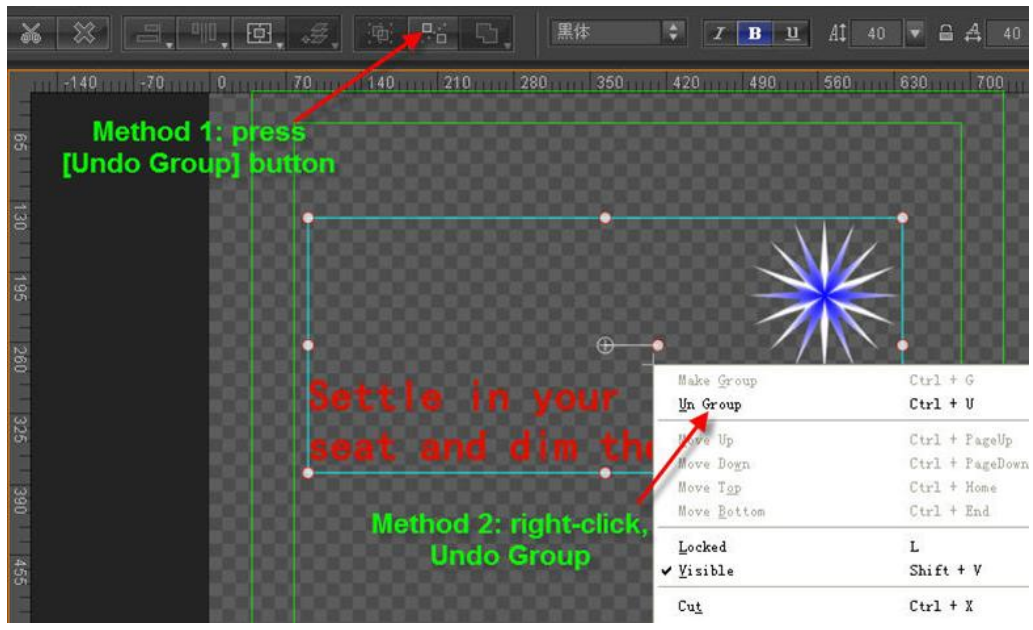 黑体 I B U A 40 A 40
-140 -70 0 70 140 210 280 350 420 490 560 630 700
65
130
195
260
325
390
455
Method 1: press
[Undo Group] button
Settle in your
seat and dim the
Method 2: right-click,
Undo Group
Make Group Ctrl + G
Un Group Ctrl + U
Move Up Ctrl + PageUp
Move Down Ctrl + PageDown
Move Top Ctrl + Home
Move Bottom Ctrl + End
Locked L
Visible Shift + V
Cut Ctrl + X